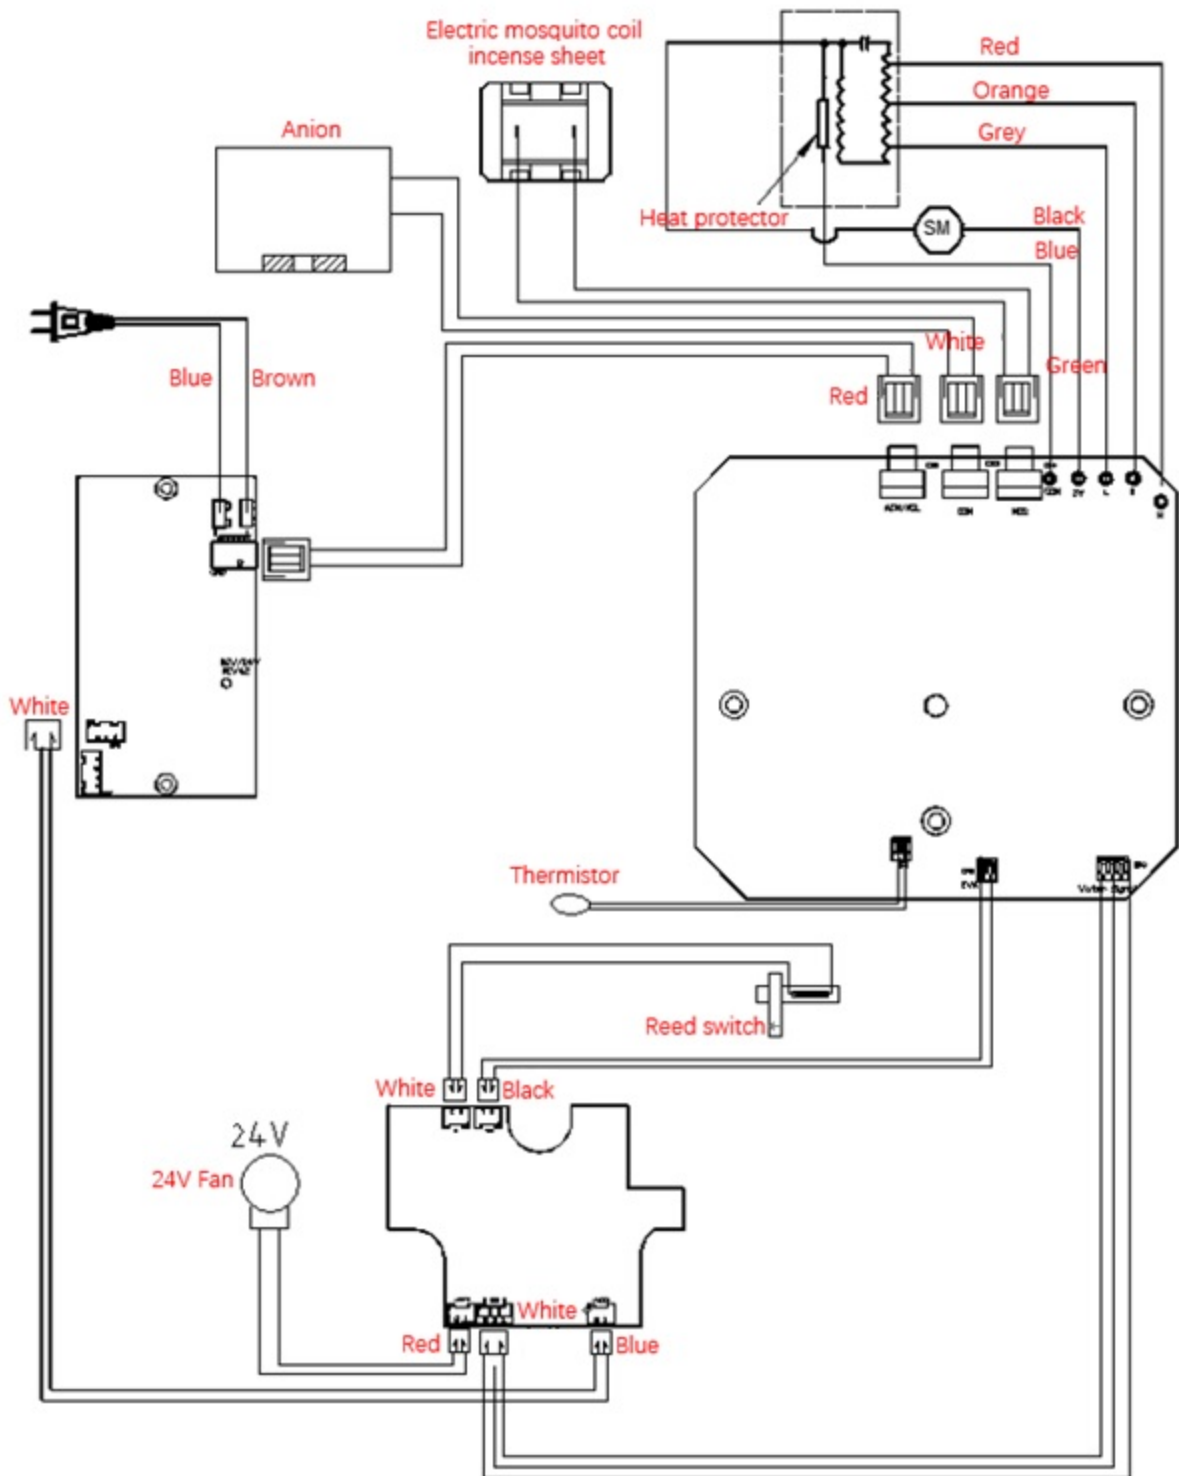 Electric mosquito coil
incense sheet
Red
Orange
Anion
Grey
Heat protector
Black
SM
Blue
White
Green
Blue
Brown
Red
COM
L
White
Thermistor
Reed switch
White
Black
24V
24V Fan
White
Red
Blue